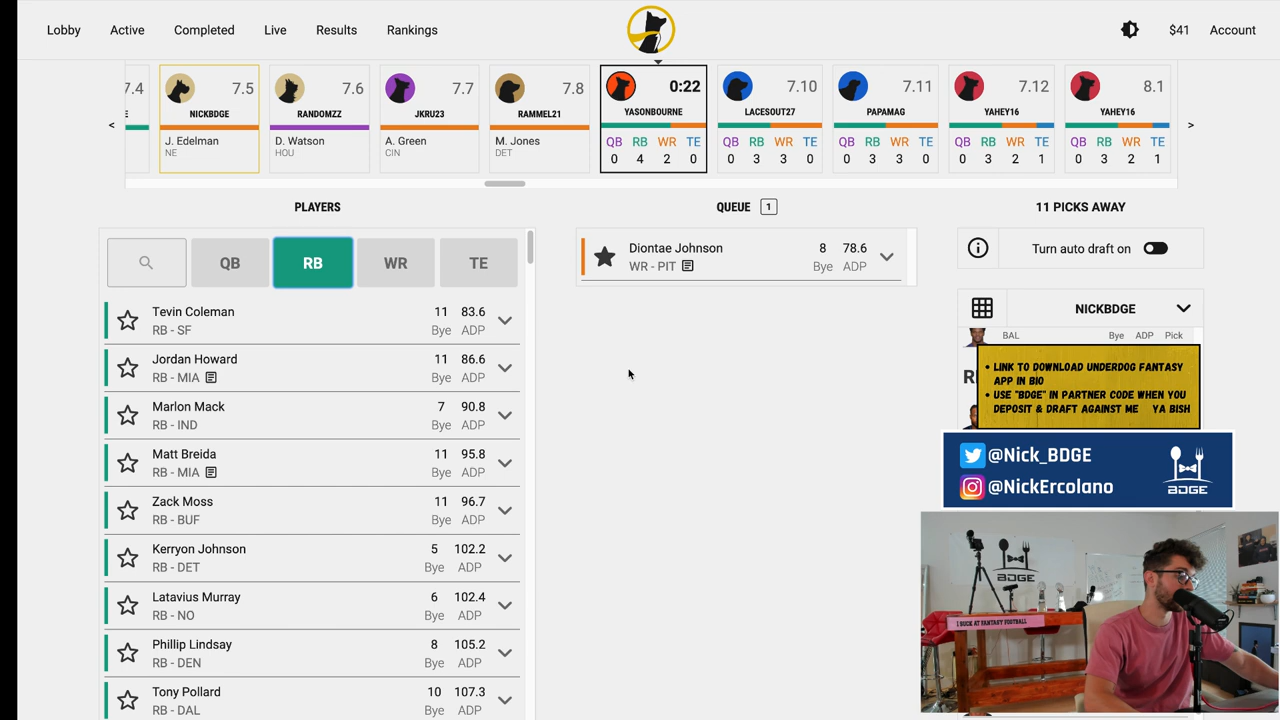 Lobby
Active
Completed
Live
Results
Rankings
$41
Account
7.4
7.5
NICKBDGE
J. Edelman
NE
7.6
RANDOMZZ
D. Watson
HOU
7.7
JKRU23
A. Green
CIN
7.8
RAMMEL21
M. Jones
DET
0:22
YASONBOURNE
QB RB WR TE
0 4 2 0
7.10
LACESOUT27
QB RB WR TE
0 3 3 0
7.11
PAPAMAG
QB RB WR TE
0 3 3 0
7.12
YAHEY16
QB RB WR TE
0 3 2 1
8.1
YAHEY16
QB RB WR TE
0 3 2 1
<
>
PLAYERS
QUEUE 1
11 PICKS AWAY
QB
RB
WR
TE
Tevin Coleman 11 83.6
RB - SF Bye ADP
Jordan Howard 11 86.6
RB - MIA Bye ADP
Marlon Mack 7 90.8
RB - IND Bye ADP
Matt Breida 11 95.8
RB - MIA Bye ADP
Zack Moss 11 96.7
RB - BUF Bye ADP
Kerryon Johnson 5 102.2
RB - DET Bye ADP
Latavius Murray 6 102.4
RB - NO Bye ADP
Phillip Lindsay 8 105.2
RB - DEN Bye ADP
Tony Pollard 10 107.3
RB - DAL Bye ADP
Diontae Johnson 8 78.6
WR - PIT Bye ADP
Turn auto draft on
NICKBDGE
BAL Bye ADP Pick
• LINK TO DOWNLOAD UNDERDOG FANTASY
APP IN BIO
• USE "BDGE" IN PARTNER CODE WHEN YOU
DEPOSIT & DRAFT AGAINST ME YA BISH
@Nick_BDGE
@NickErcolano
BDGE
BDGE
I SUCK AT FANTASY FOOTBALL